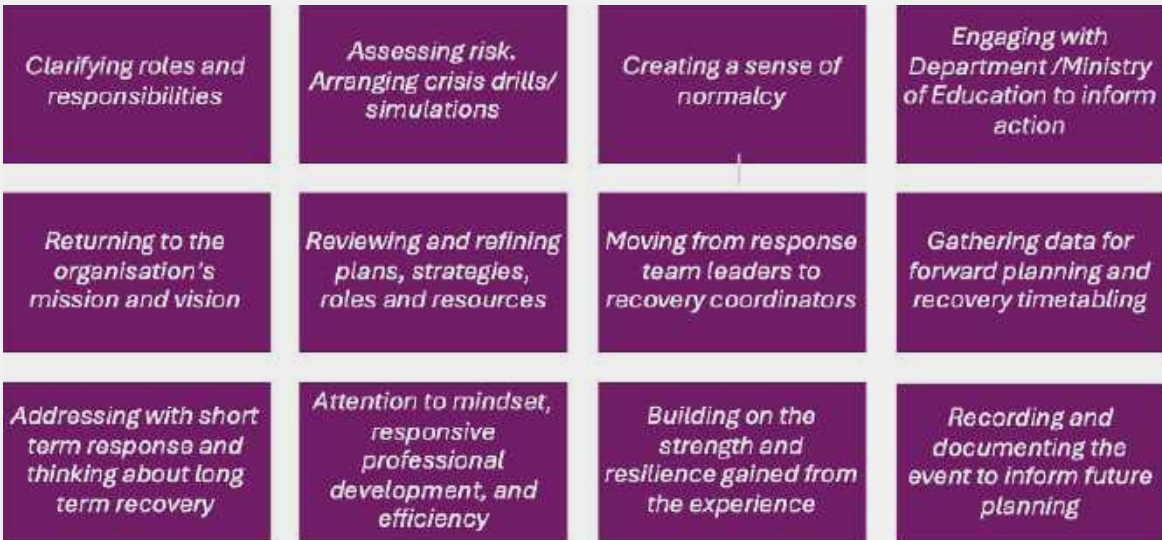 Clarifying roles and
responsibilities
Assessing risk.
Arranging crisis drills/
simulations
Creating a sense of
normalcy
Engaging with
Department /Ministry
of Education to inform
action
Returning to the
organisation's
mission and vision
Reviewing and refining
plans, strategies,
roles and resources
Moving from response
team leaders to
recovery coordinators
Gathering data for
forward planning and
recovery timetabling
Addressing with short
term response and
thinking about long
term recovery
Attention to mindset,
responsive
professional
development, and
efficiency
Building on the
strength and
resilience gained from
the experience
Recording and
documenting the
event to inform future
planning